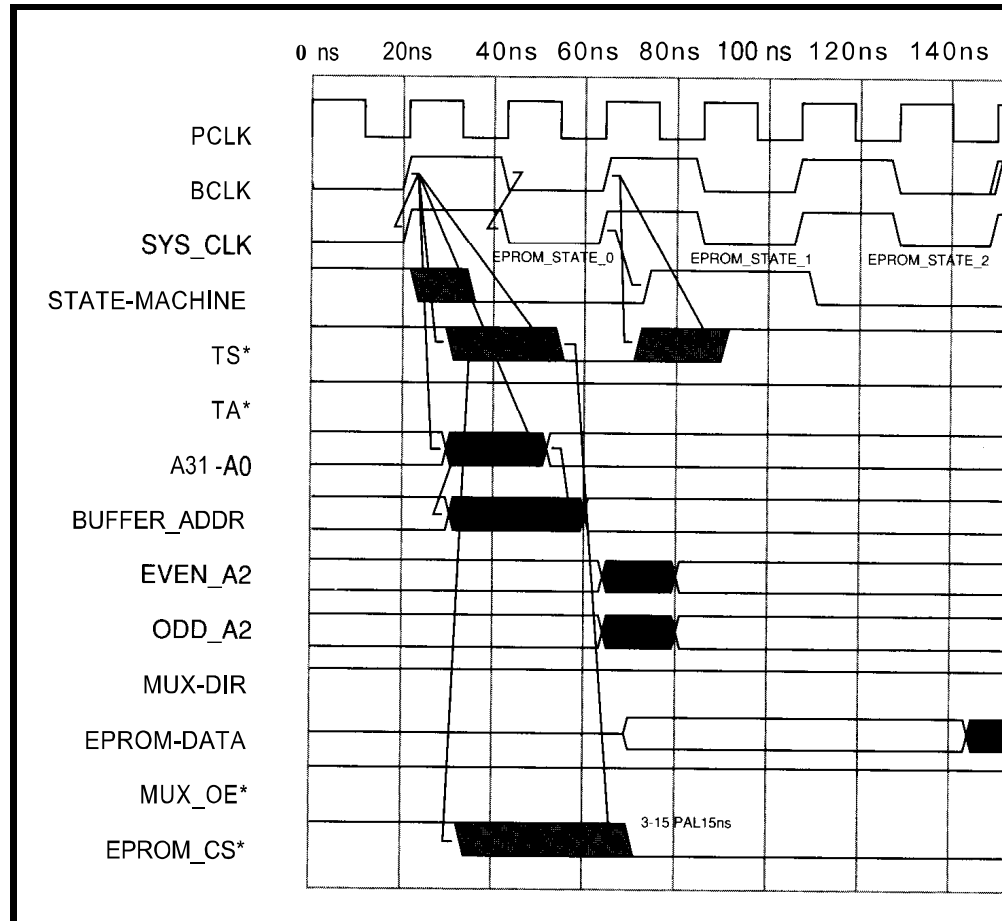 0 ns 20ns 40ns 60ns 80ns 100 ns 120ns 140ns
PCLK
BCLK
SYS_CLK
EPROM_STATE_0 EPROM_STATE_1 EPROM_STATE_2
STATE-MACHINE
TS*
TA*
A31-A0
BUFFER_ADDR
EVEN_A2
ODD_A2
MUX-DIR
EPROM-DATA
MUX_OE*
3-15 PAL15ns
EPROM_CS*